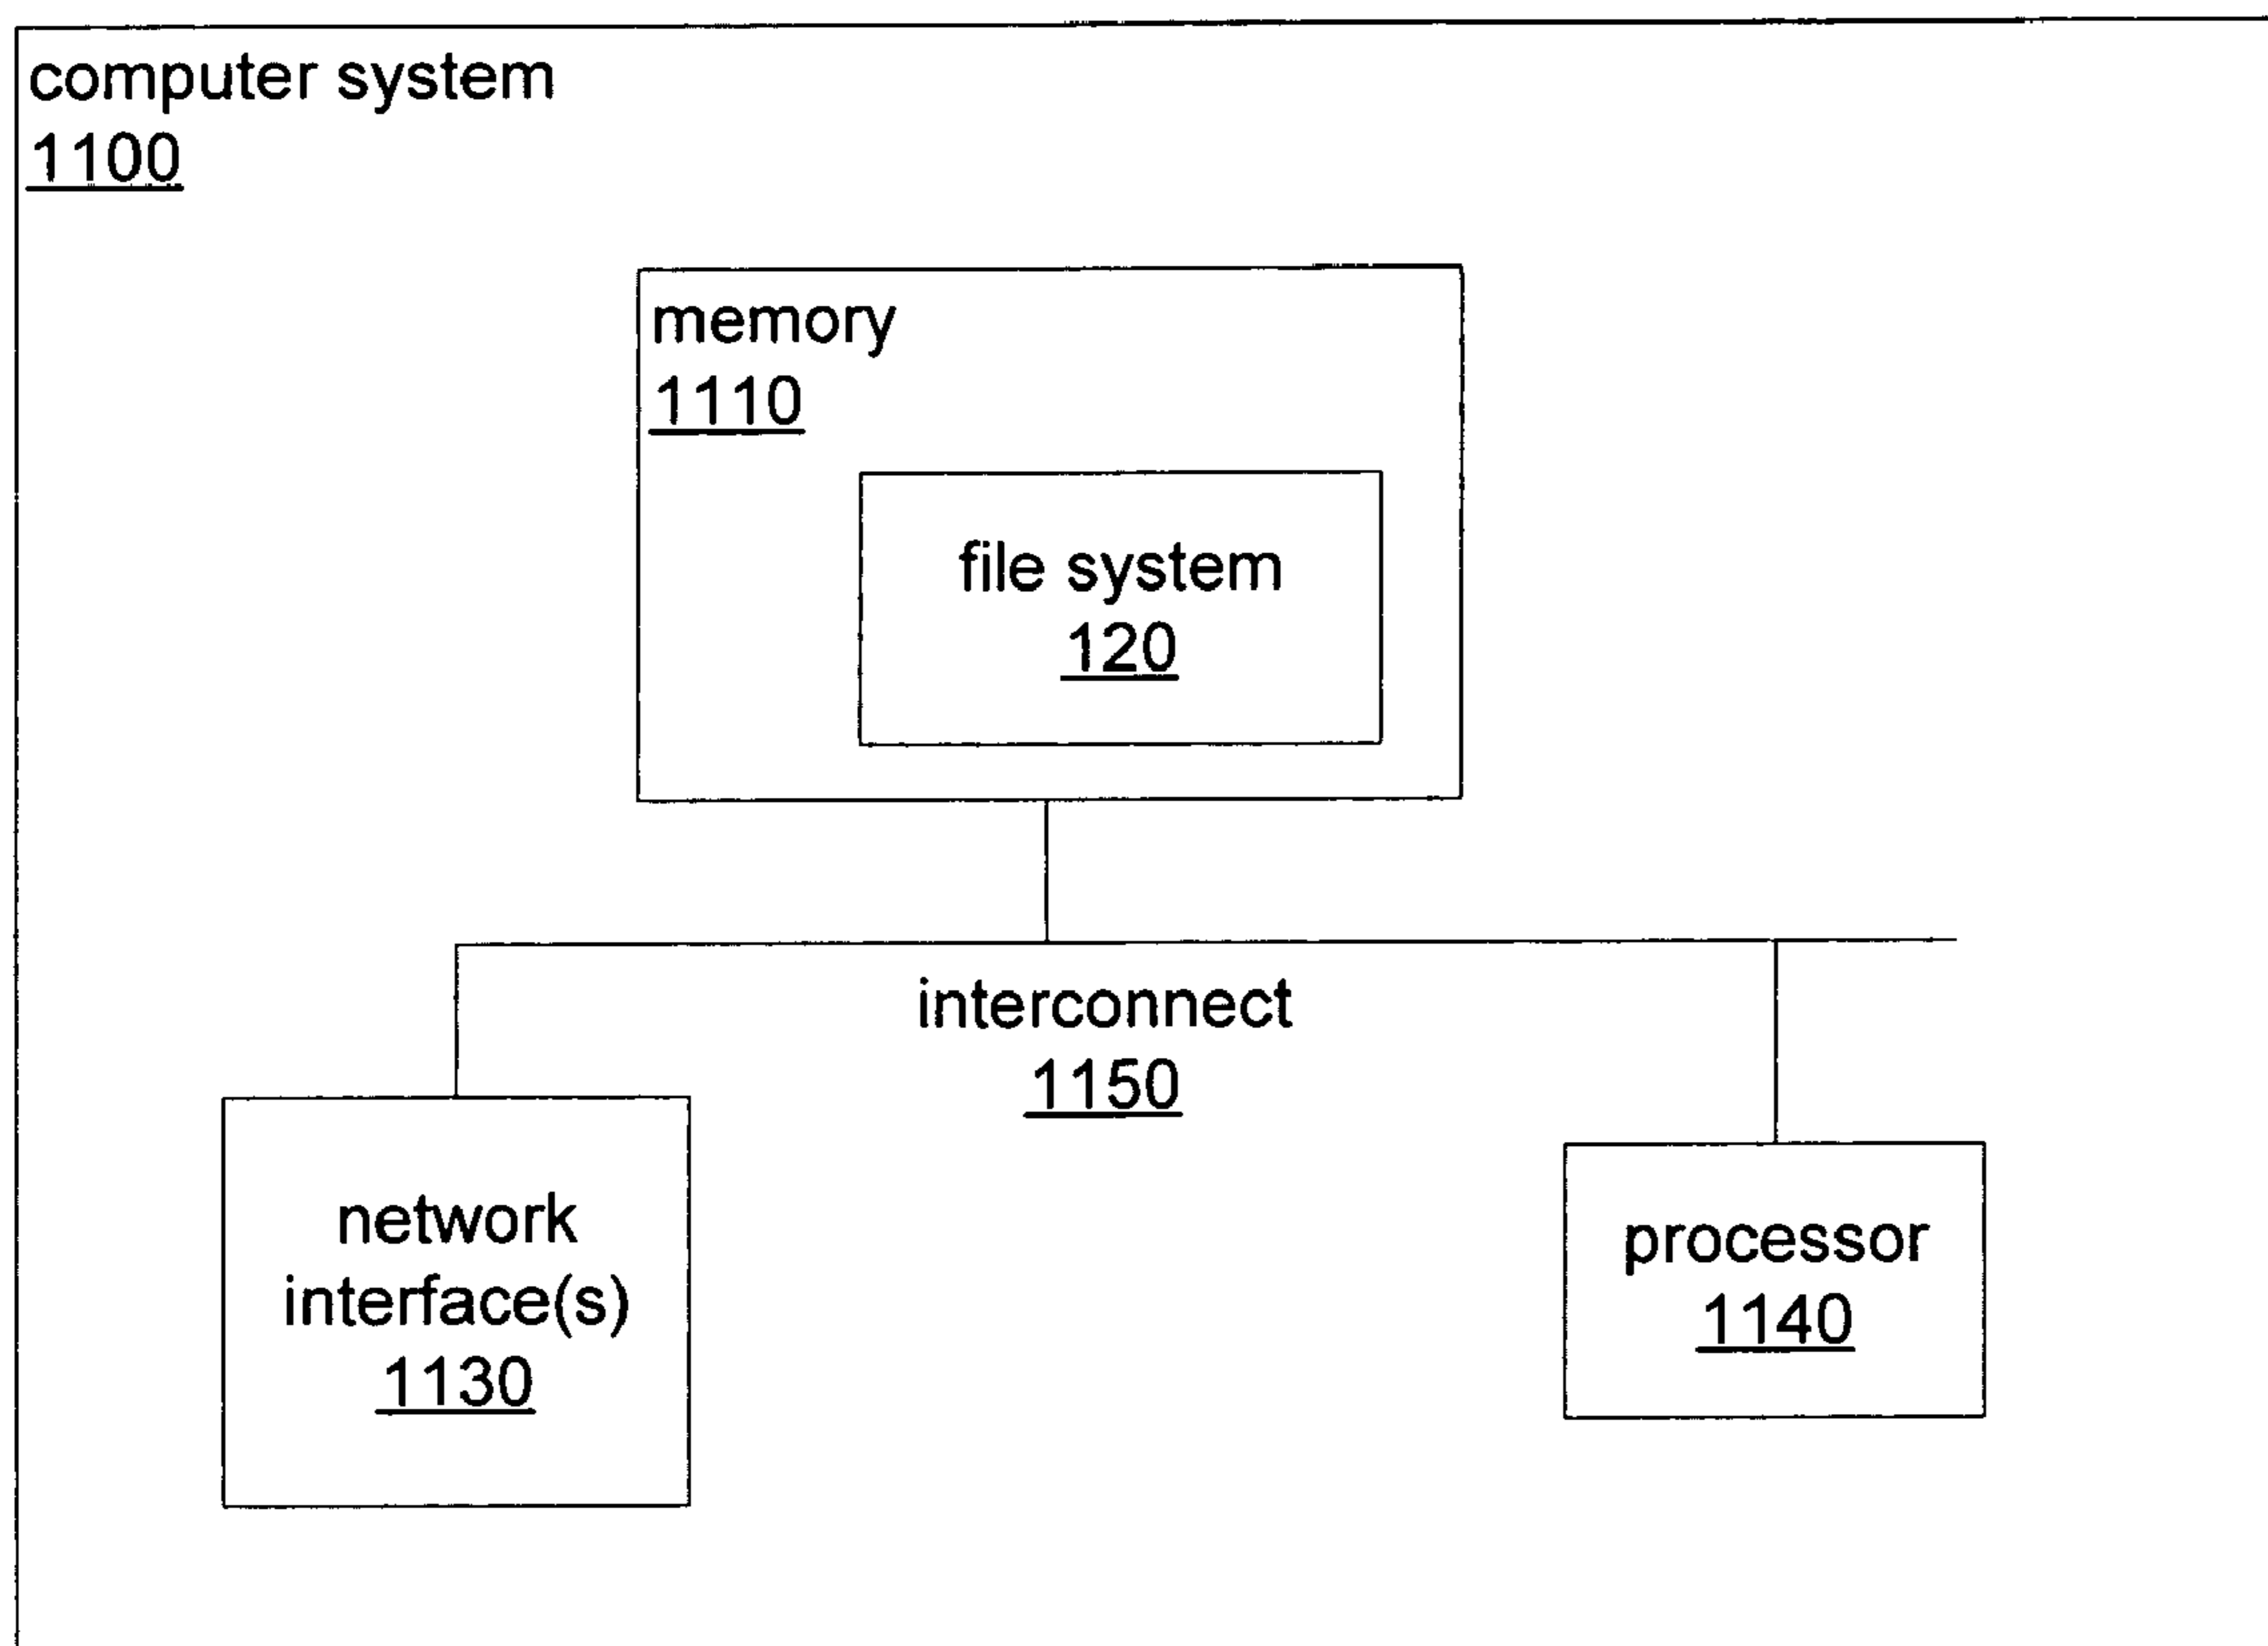 computer system
1100
memory
1110
file system
120
interconnect
1150
network
interface(s)
1130
processor
1140